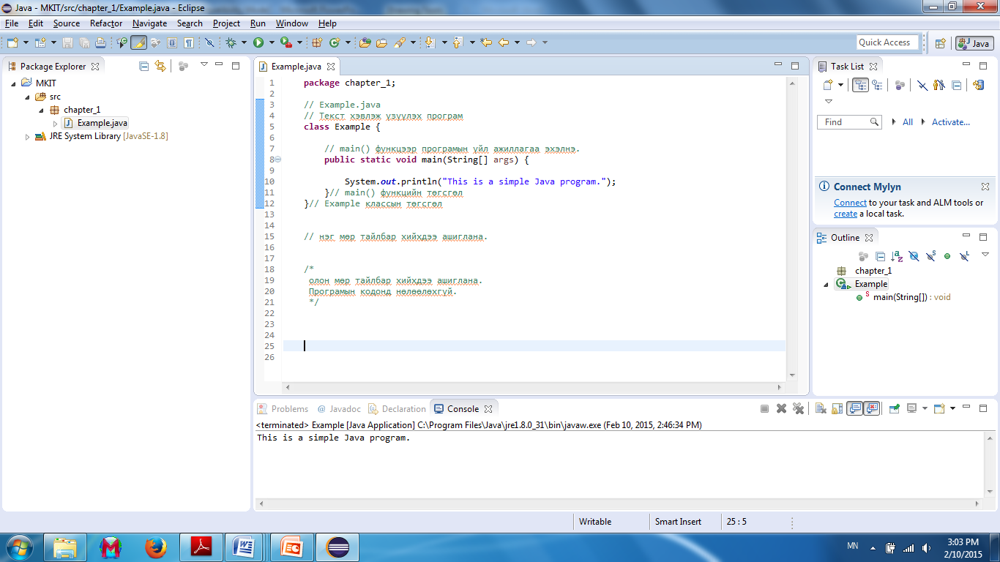 Java - MKIT/src/chapter_1/Example.java - Eclipse
File Edit Source Refactor Navigate Search Project Run Window Help
Quick Access
Java
Package Explorer
MKIT
src
chapter_1
Example.java
JRE System Library [JavaSE-1.8]
Example.java
1 package chapter_1;
2
3 // Example.java
4 // Текст хэвлэж үзүүлэх програм
5 class Example {
6
7 // main() функцээр програмын үйл ажиллагаа эхэлнэ.
8 public static void main(String[] args) {
9
10 System.out.println("This is a simple Java program.");
11 }// main() функцийн төгсгөл
12 }// Example классын төгсгөл
13
14
15 // нэг мөр тайлбар хийхдээ ашиглана.
16
17
18 /*
19 олон мөр тайлбар хийхдээ ашиглана.
20 Програмын кодонд нөлөөлөхгүй.
21 */
22
23
24
25
26
Task List
Find All Activate...
Connect Mylyn
Connect to your task and ALM tools or
create a local task.
Outline
chapter_1
Example
main(String[]) : void
Problems @ Javadoc Declaration Console
<terminated> Example [Java Application] C:\Program Files\Java\jre1.8.0_31\bin\javaw.exe (Feb 10, 2015, 2:46:34 PM)
This is a simple Java program.
Writable Smart Insert 25 : 5
MN
3:03 PM
2/10/2015